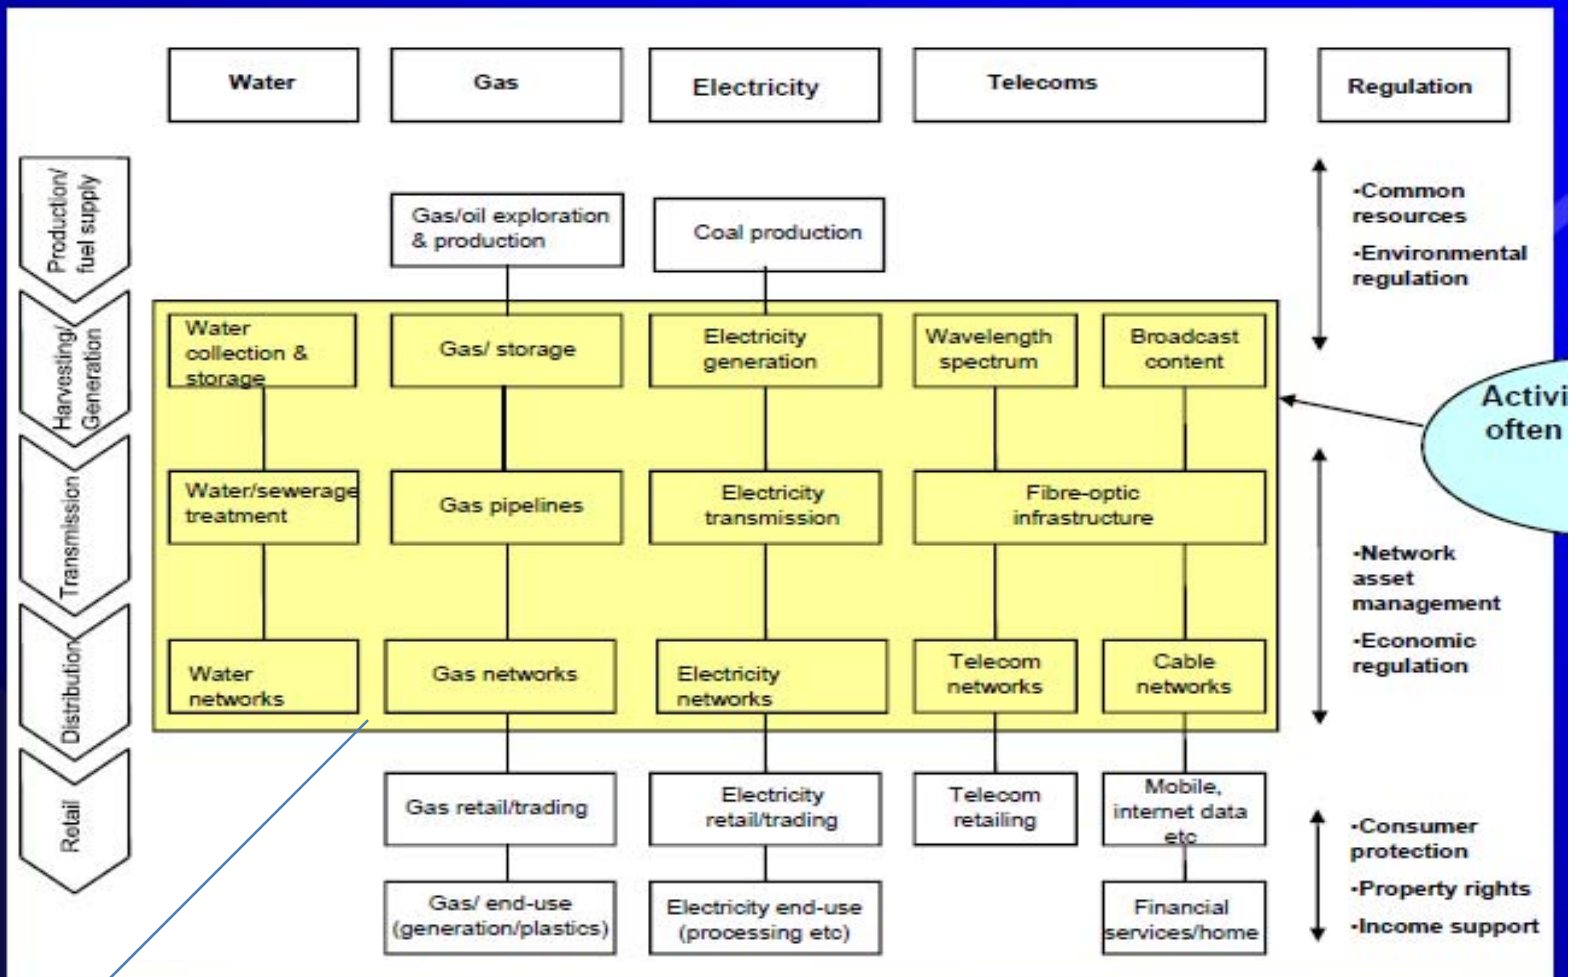 Water
Gas
Electricity
Telecoms
Regulation
Production/
fuel supply
Gas/oil exploration
& production
Coal production
•Common
resources
•Environmental
regulation
Harvesting/
Generation
Water
collection &
storage
Gas/ storage
Electricity
generation
Wavelength
spectrum
Broadcast
content
Activi
often
Transmission
Water/sewerage
treatment
Gas pipelines
Electricity
transmission
Fibre-optic
infrastructure
•Network
asset
management
•Economic
regulation
Distribution
Water
networks
Gas networks
Electricity
networks
Telecom
networks
Cable
networks
Retail
Gas retail/trading
Electricity
retail/trading
Telecom
retailing
Mobile,
internet data
etc
•Consumer
protection
•Property rights
•Income support
Gas/ end-use
(generation/plastics)
Electricity end-use
(processing etc)
Financial
services/home